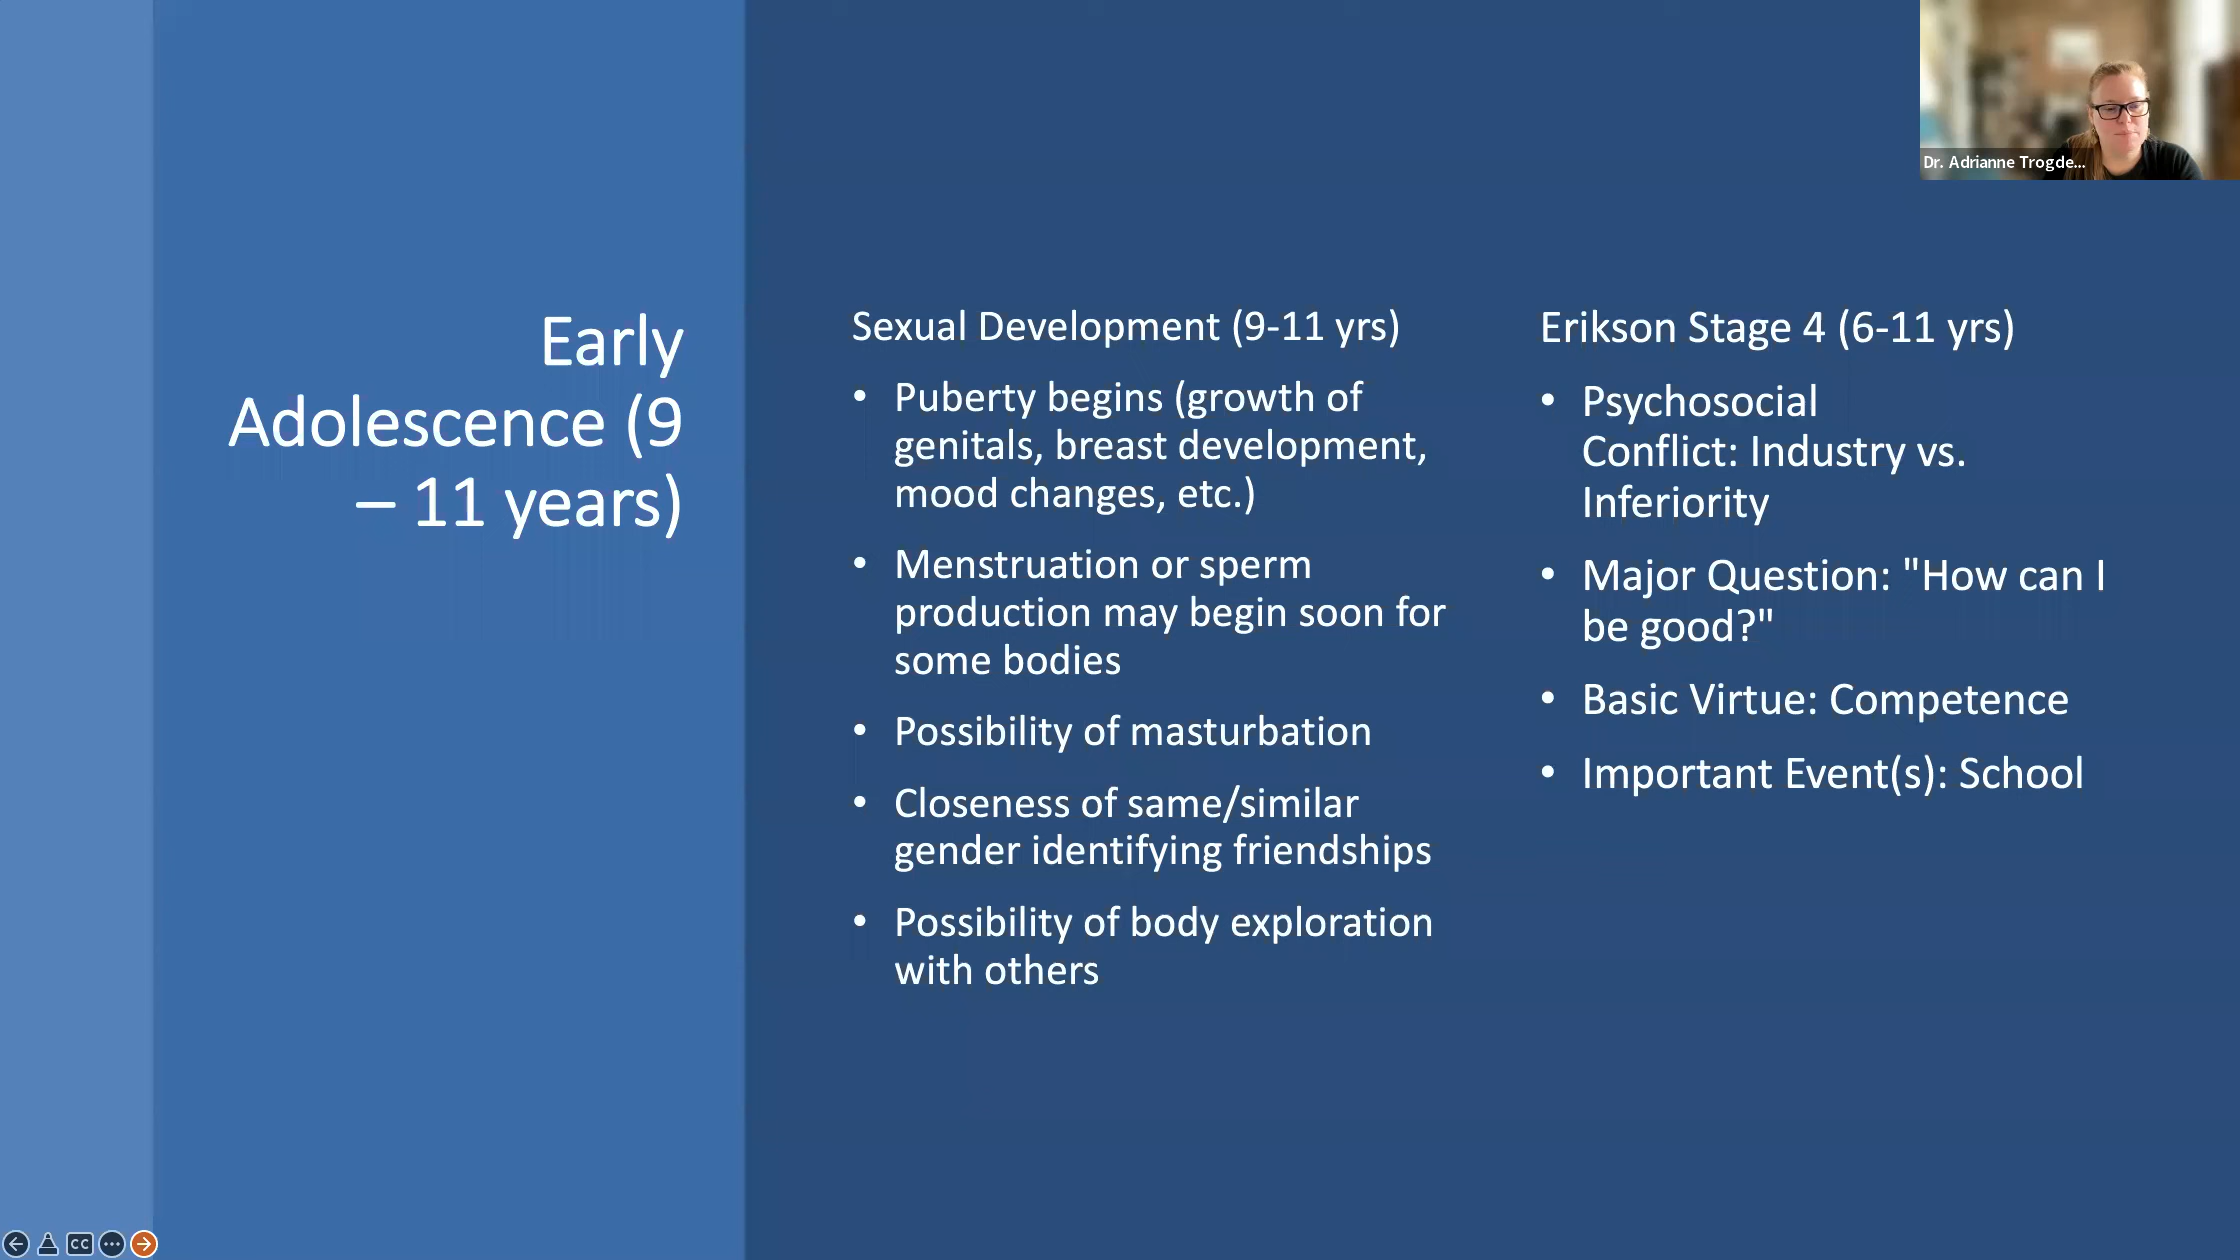 Early
Adolescence (9
– 11 years)
Sexual Development (9-11 yrs)
• Puberty begins (growth of
genitals, breast development,
mood changes, etc.)
• Menstruation or sperm
production may begin soon for
some bodies
• Possibility of masturbation
• Closeness of same/similar
gender identifying friendships
• Possibility of body exploration
with others
Erikson Stage 4 (6-11 yrs)
• Psychosocial
Conflict: Industry vs.
Inferiority
• Major Question: "How can I
be good?"
• Basic Virtue: Competence
• Important Event(s): School
Dr. Adrianne Trogde...
CC